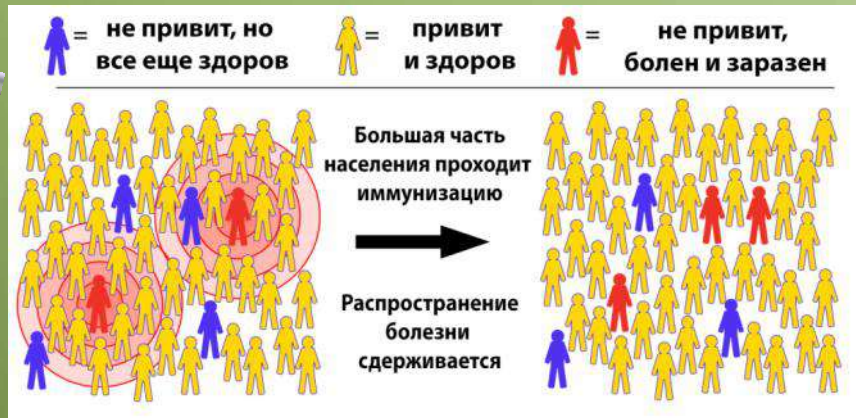 = не привит, но
все еще здоров
= привит
и здоров
= не привит,
болен и заразен
Большая часть
населения проходит
иммунизацию
Распространение
болезни
сдерживается